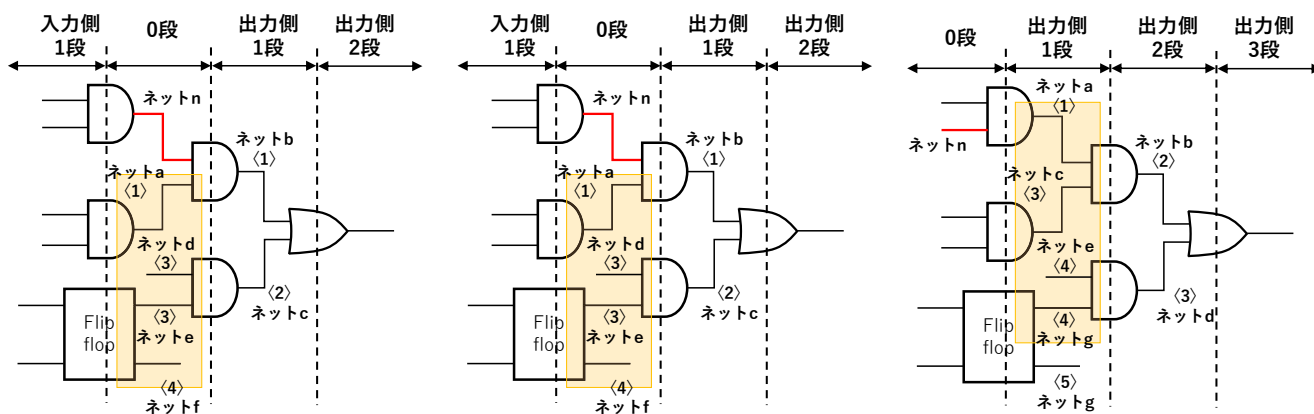 入力側
1段
0段
出力側
1段
出力側
2段
ネットn
ネットb
〈1〉
ネットa
〈1〉
ネットd
〈3〉
〈2〉
ネットc
Flip
flop
〈3〉
ネットe
〈4〉
ネットf
入力側
1段
0段
出力側
1段
出力側
2段
ネットn
ネットb
〈1〉
ネットa
〈1〉
ネットd
〈3〉
〈2〉
ネットc
Flip
flop
〈3〉
ネットe
〈4〉
ネットf
0段
出力側
1段
出力側
2段
出力側
3段
ネットa
〈1〉
ネットn
ネットb
〈2〉
ネットc
〈3〉
ネットe
〈4〉
〈3〉
ネットd
Flip
flop
〈4〉
ネットg
〈5〉
ネットg